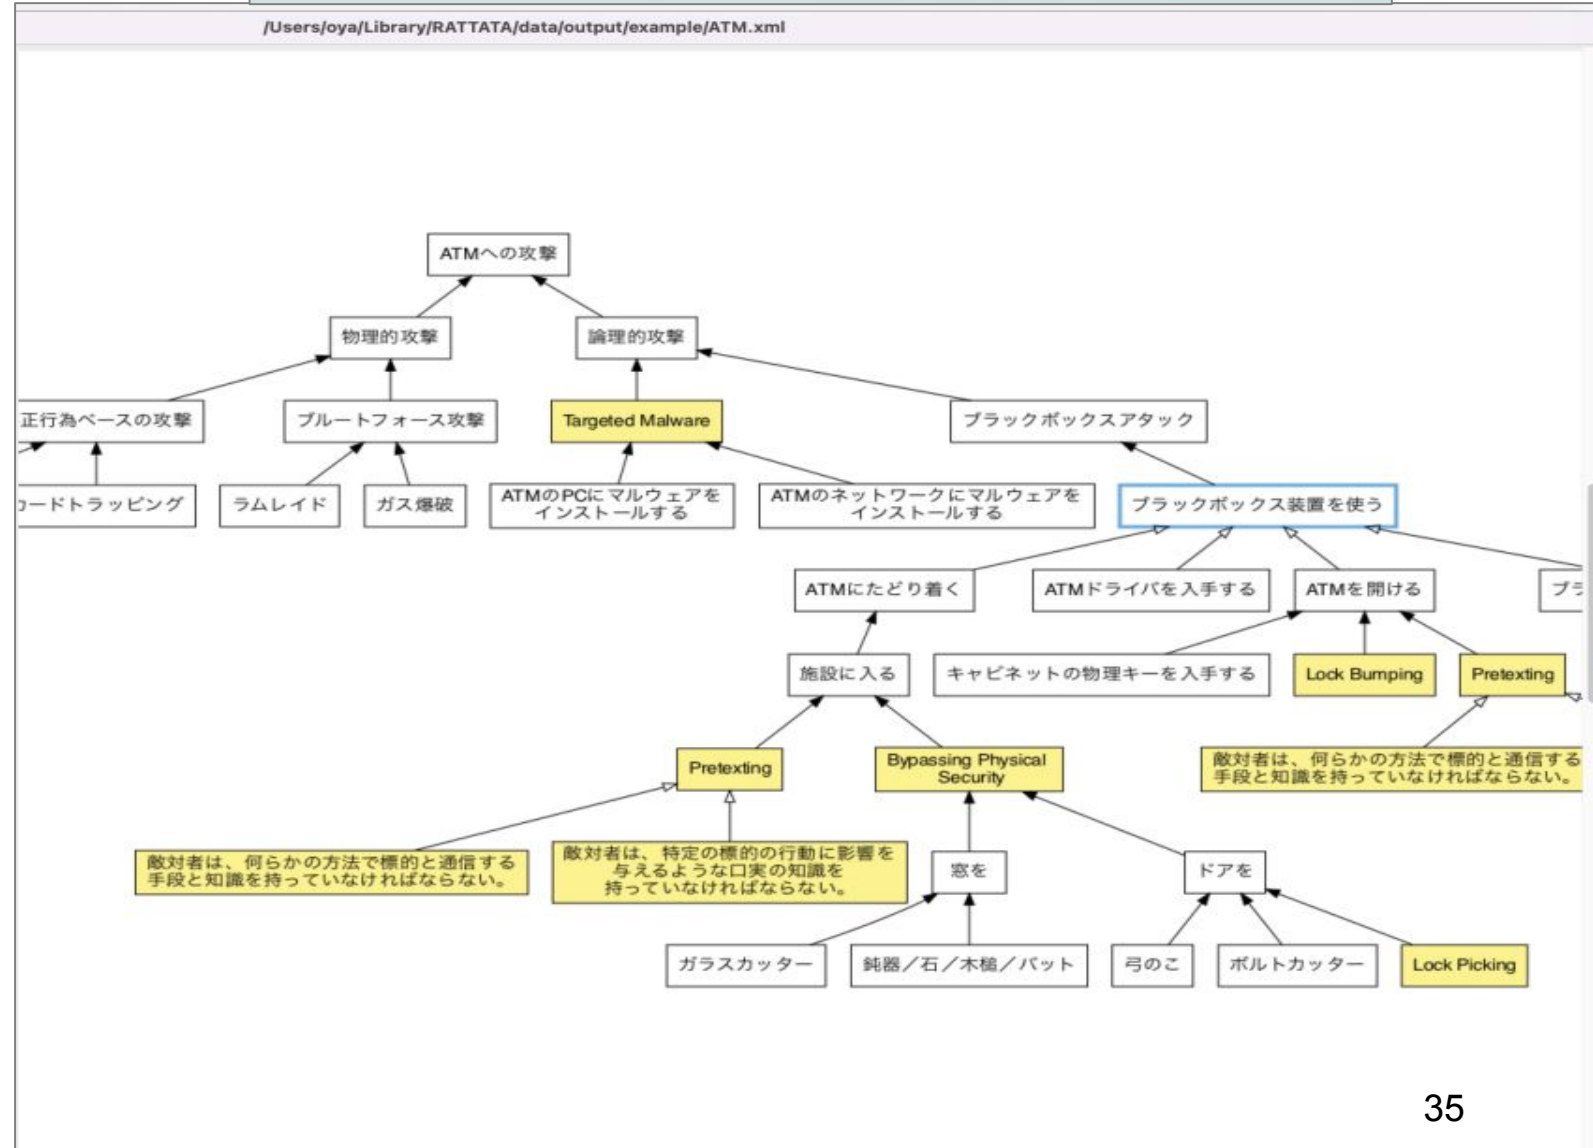 /Users/oya/Library/RATTATA/data/output/example/ATM.xml
ATMへの攻撃
物理的攻撃
論理的攻撃
正行為ベースの攻撃
ブルートフォース攻撃
Targeted Malware
ブラックボックスアタック
カードトラッピング
ラムレイド
ガス爆破
ATMのPCにマルウェアを
インストールする
ATMのネットワークにマルウェアを
インストールする
ブラックボックス装置を使う
ATMにたどり着く
ATMドライバを入手する
ATMを開ける
ブラ
施設に入る
キャビネットの物理キーを入手する
Lock Bumping
Pretexting
Pretexting
Bypassing Physical
Security
敵対者は、何らかの方法で標的と通信する
手段と知識を持っていなければならない。
敵対者は、何らかの方法で標的と通信する
手段と知識を持っていなければならない。
敵対者は、特定の標的の行動に影響を
与えるような口実の知識を
持っていなければならない。
窓を
ドアを
ガラスカッター
鈍器／石／木槌／バット
弓のこ
ボルトカッター
Lock Picking
35